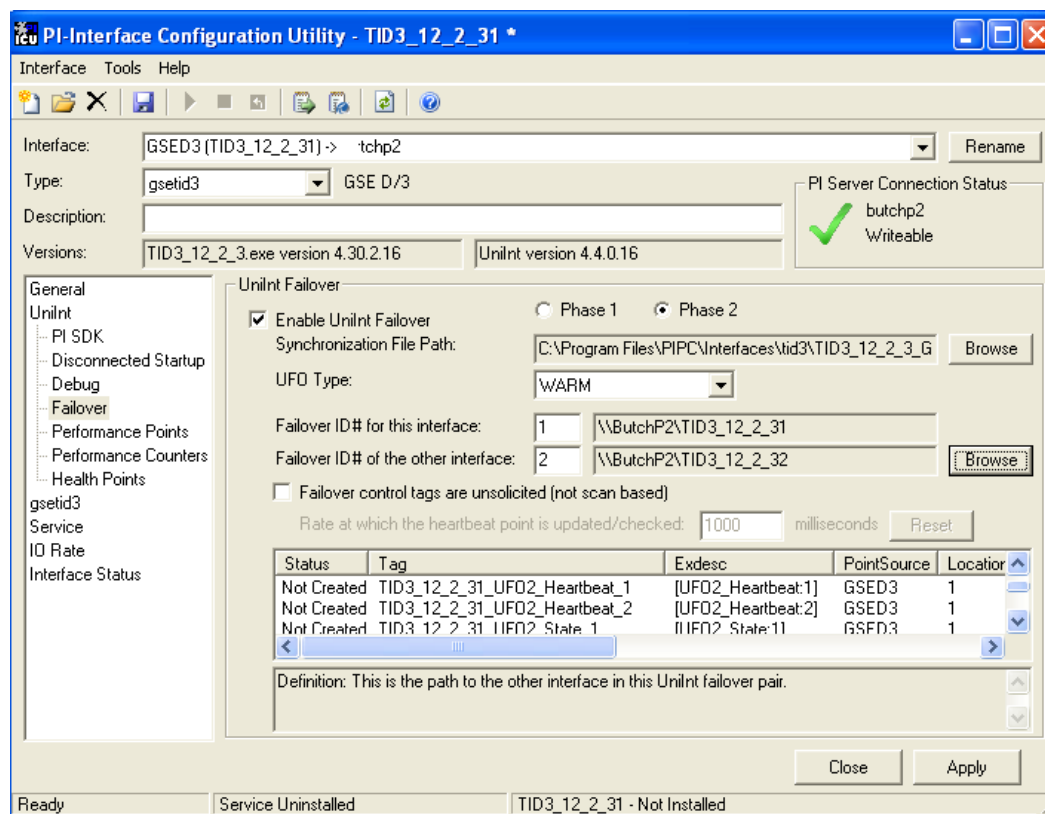 PI-Interface Configuration Utility - TID3_12_2_31 *
Interface Tools Help
Interface: GSED3 (TID3_12_2_31) -> tchp2 Rename
Type: gsetid3 GSE D/3
PI Server Connection Status
butchp2
Writeable
Description:
Versions: TID3_12_2_3.exe version 4.30.2.16 UniInt version 4.4.0.16
General
UniInt
PI SDK
Disconnected Startup
Debug
Failover
Performance Points
Performance Counters
Health Points
gsetid3
Service
IO Rate
Interface Status
UniInt Failover
Enable UniInt Failover Phase 1 Phase 2
Synchronization File Path: C:\Program Files\PIPC\Interfaces\tid3\TID3_12_2_3_G Browse
UFO Type: WARM
Failover ID# for this interface: 1 \\ButchP2\TID3_12_2_31
Failover ID# of the other interface: 2 \\ButchP2\TID3_12_2_32 Browse
Failover control tags are unsolicited (not scan based)
Rate at which the heartbeat point is updated/checked: 1000 milliseconds Reset
Status Tag Exdesc PointSource Location
Not Created TID3_12_2_31_UFO2_Heartbeat_1 [UFO2_Heartbeat:1] GSED3 1
Not Created TID3_12_2_31_UFO2_Heartbeat_2 [UFO2_Heartbeat:2] GSED3 1
Not Created TID3_12_2_31_UFO2_State_1 [UFO2_State:1] GSED3 1
Definition: This is the path to the other interface in this UniInt failover pair.
Close Apply
Ready Service Uninstalled TID3_12_2_31 - Not Installed